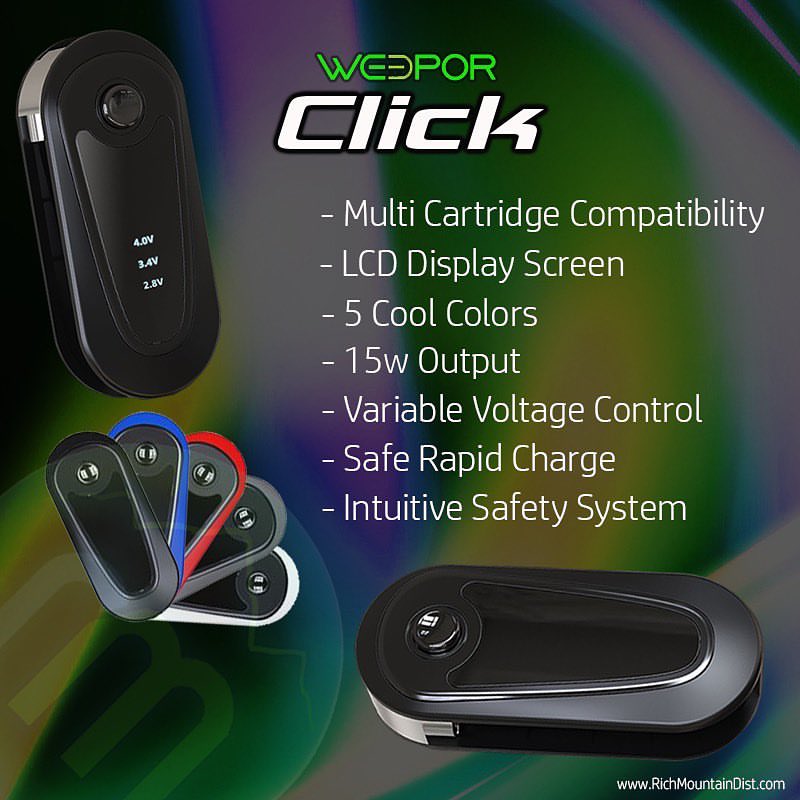 WEEPOR
Click
4.0V
3.4V
2.8V
- Multi Cartridge Compatibility
- LCD Display Screen
- 5 Cool Colors
- 15w Output
- Variable Voltage Control
- Safe Rapid Charge
- Intuitive Safety System
www.RichMountainDist.com